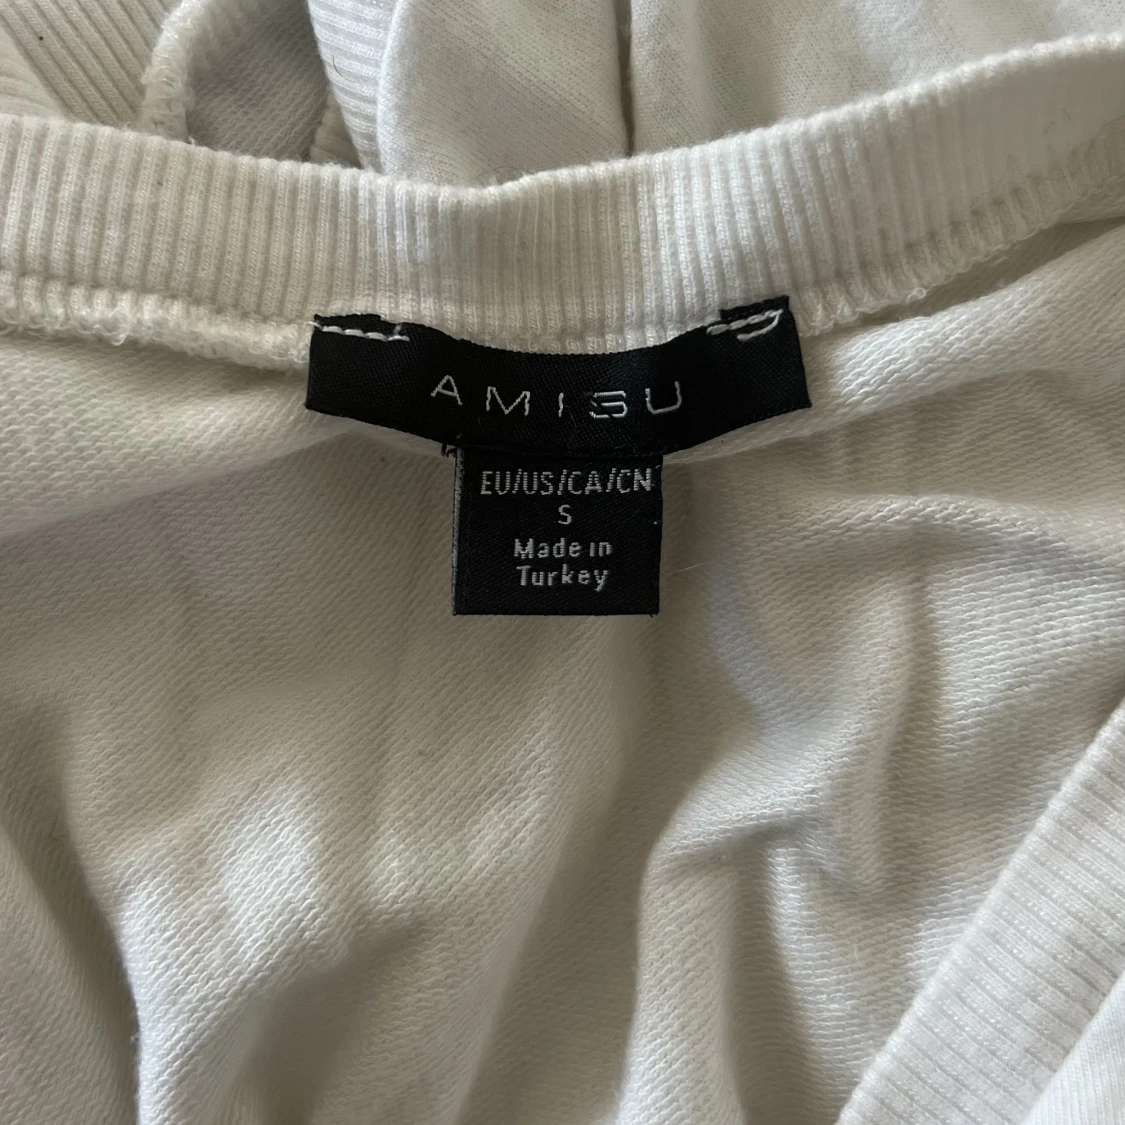 AMISU
EU/US/CA/CN
S
Made in
Turkey